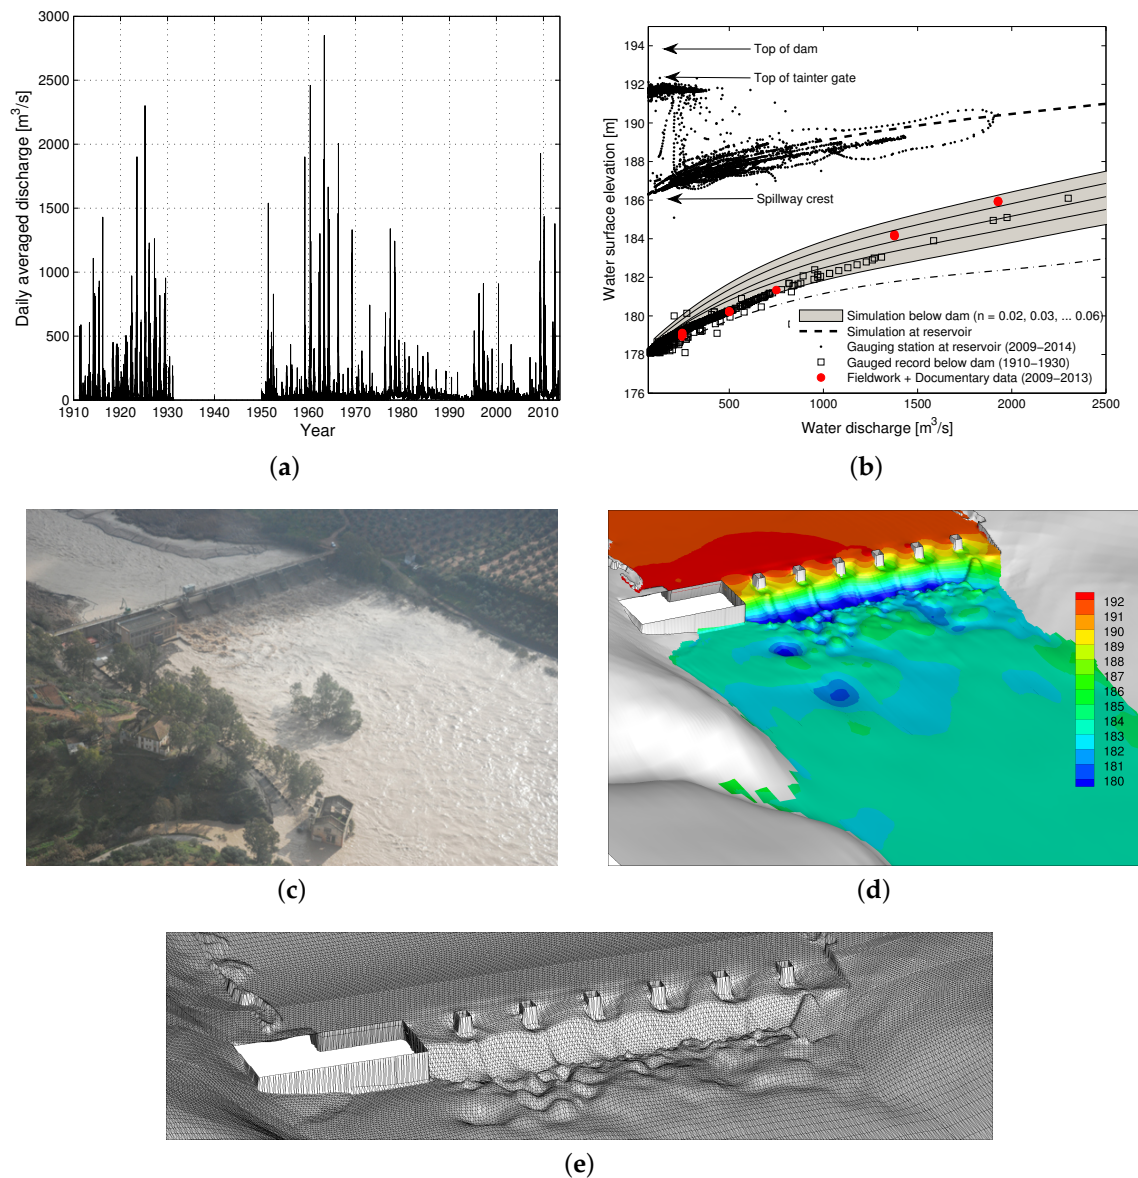 3000
2500
2000
1500
1000
500
0
1910 1920 1930 1940 1950 1960 1970 1980 1990 2000 2010
Year
Daily averaged discharge [m³/s]
(a)
194
192
190
188
186
184
182
180
178
176
500 1000 1500 2000 2500
Water discharge [m³/s]
Water surface elevation [m]
Top of dam
Top of tainter gate
Spillway crest
Simulation below dam (n = 0.02, 0.03, ... 0.06)
Simulation at reservoir
Gauging station at reservoir (2009−2014)
Gauged record below dam (1910−1930)
Fieldwork + Documentary data (2009−2013)
(b)
(c)
192
191
190
189
188
187
186
185
184
183
182
181
180
(d)
(e)